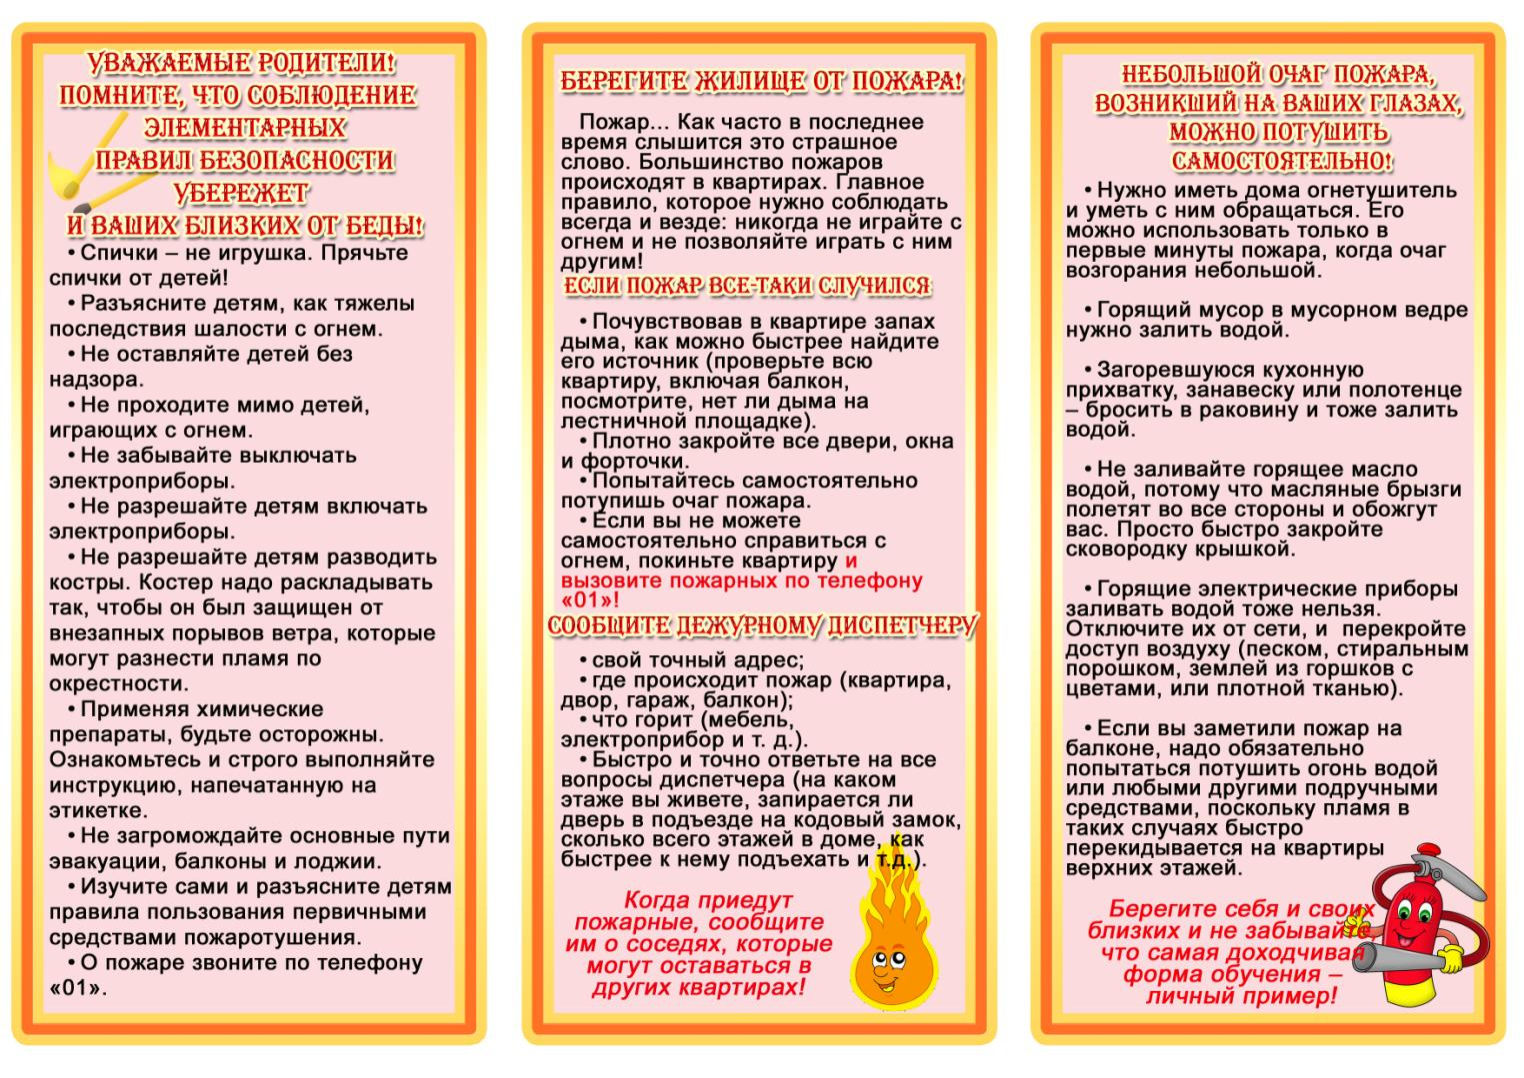 УВАЖАЕМЫЕ РОДИТЕЛИ!
ПОМНИТЕ, ЧТО СОБЛЮДЕНИЕ
ЭЛЕМЕНТАРНЫХ
ПРАВИЛ БЕЗОПАСНОСТИ
УБЕРЕЖЕТ
И ВАШИХ БЛИЗКИХ ОТ БЕДЫ!
• Спички – не игрушка. Прячьте
спички от детей!
• Разъясните детям, как тяжелы
последствия шалости с огнем.
• Не оставляйте детей без
надзора.
• Не проходите мимо детей,
играющих с огнем.
• Не забывайте выключать
электроприборы.
• Не разрешайте детям включать
электроприборы.
• Не разрешайте детям разводить
костры. Костер надо раскладывать
так, чтобы он был защищен от
внезапных порывов ветра, которые
могут разнести пламя по
окрестности.
• Применяя химические
препараты, будьте осторожны.
Ознакомьтесь и строго выполняйте
инструкцию, напечатанную на
этикетке.
• Не загромождайте основные пути
эвакуации, балконы и лоджии.
• Изучите сами и разъясните детям
правила пользования первичными
средствами пожаротушения.
• О пожаре звоните по телефону
«01».
БЕРЕГИТЕ ЖИЛИЩЕ ОТ ПОЖАРА!
Пожар... Как часто в последнее
время слышится это страшное
слово. Большинство пожаров
происходят в квартирах. Главное
правило, которое нужно соблюдать
всегда и везде: никогда не играйте с
огнем и не позволяйте играть с ним
другим!
ЕСЛИ ПОЖАР ВСЕ-ТАКИ СЛУЧИЛСЯ
• Почувствовав в квартире запах
дыма, как можно быстрее найдите
его источник (проверьте всю
квартиру, включая балкон,
посмотрите, нет ли дыма на
лестничной площадке).
• Плотно закройте все двери, окна
и форточки.
• Попытайтесь самостоятельно
потупишь очаг пожара.
• Если вы не можете
самостоятельно справиться с
огнем, покиньте квартиру и
вызовите пожарных по телефону
«01»!
СООБЩИТЕ ДЕЖУРНОМУ ДИСПЕТЧЕРУ
• свой точный адрес;
• где происходит пожар (квартира,
двор, гараж, балкон);
• что горит (мебель,
электроприбор и т. д.).
• Быстро и точно ответьте на все
вопросы диспетчера (на каком
этаже вы живете, запирается ли
дверь в подъезде на кодовый замок,
сколько всего этажей в доме, как
быстрее к нему подъехать и т.д.).
Когда приедут
пожарные, сообщите
им о соседях, которые
могут оставаться в
других квартирах!
НЕБОЛЬШОЙ ОЧАГ ПОЖАРА,
ВОЗНИКШИЙ НА ВАШИХ ГЛАЗАХ,
МОЖНО ПОТУШИТЬ
САМОСТОЯТЕЛЬНО!
• Нужно иметь дома огнетушитель
и уметь с ним обращаться. Его
можно использовать только в
первые минуты пожара, когда очаг
возгорания небольшой.
• Горящий мусор в мусорном ведре
нужно залить водой.
• Загоревшуюся кухонную
прихватку, занавеску или полотенце
– бросить в раковину и тоже залить
водой.
• Не заливайте горящее масло
водой, потому что масляные брызги
полетят во все стороны и обожгут
вас. Просто быстро закройте
сковородку крышкой.
• Горящие электрические приборы
заливать водой тоже нельзя.
Отключите их от сети, и перекройте
доступ воздуху (песком, стиральным
порошком, землей из горшков с
цветами, или плотной тканью).
• Если вы заметили пожар на
балконе, надо обязательно
попытаться потушить огонь водой
или любыми другими подручными
средствами, поскольку пламя в
таких случаях быстро
перекидывается на квартиры
верхних этажей.
Берегите себя и своих
близких и не забывайте,
что самая доходчивая
форма обучения –
личный пример!